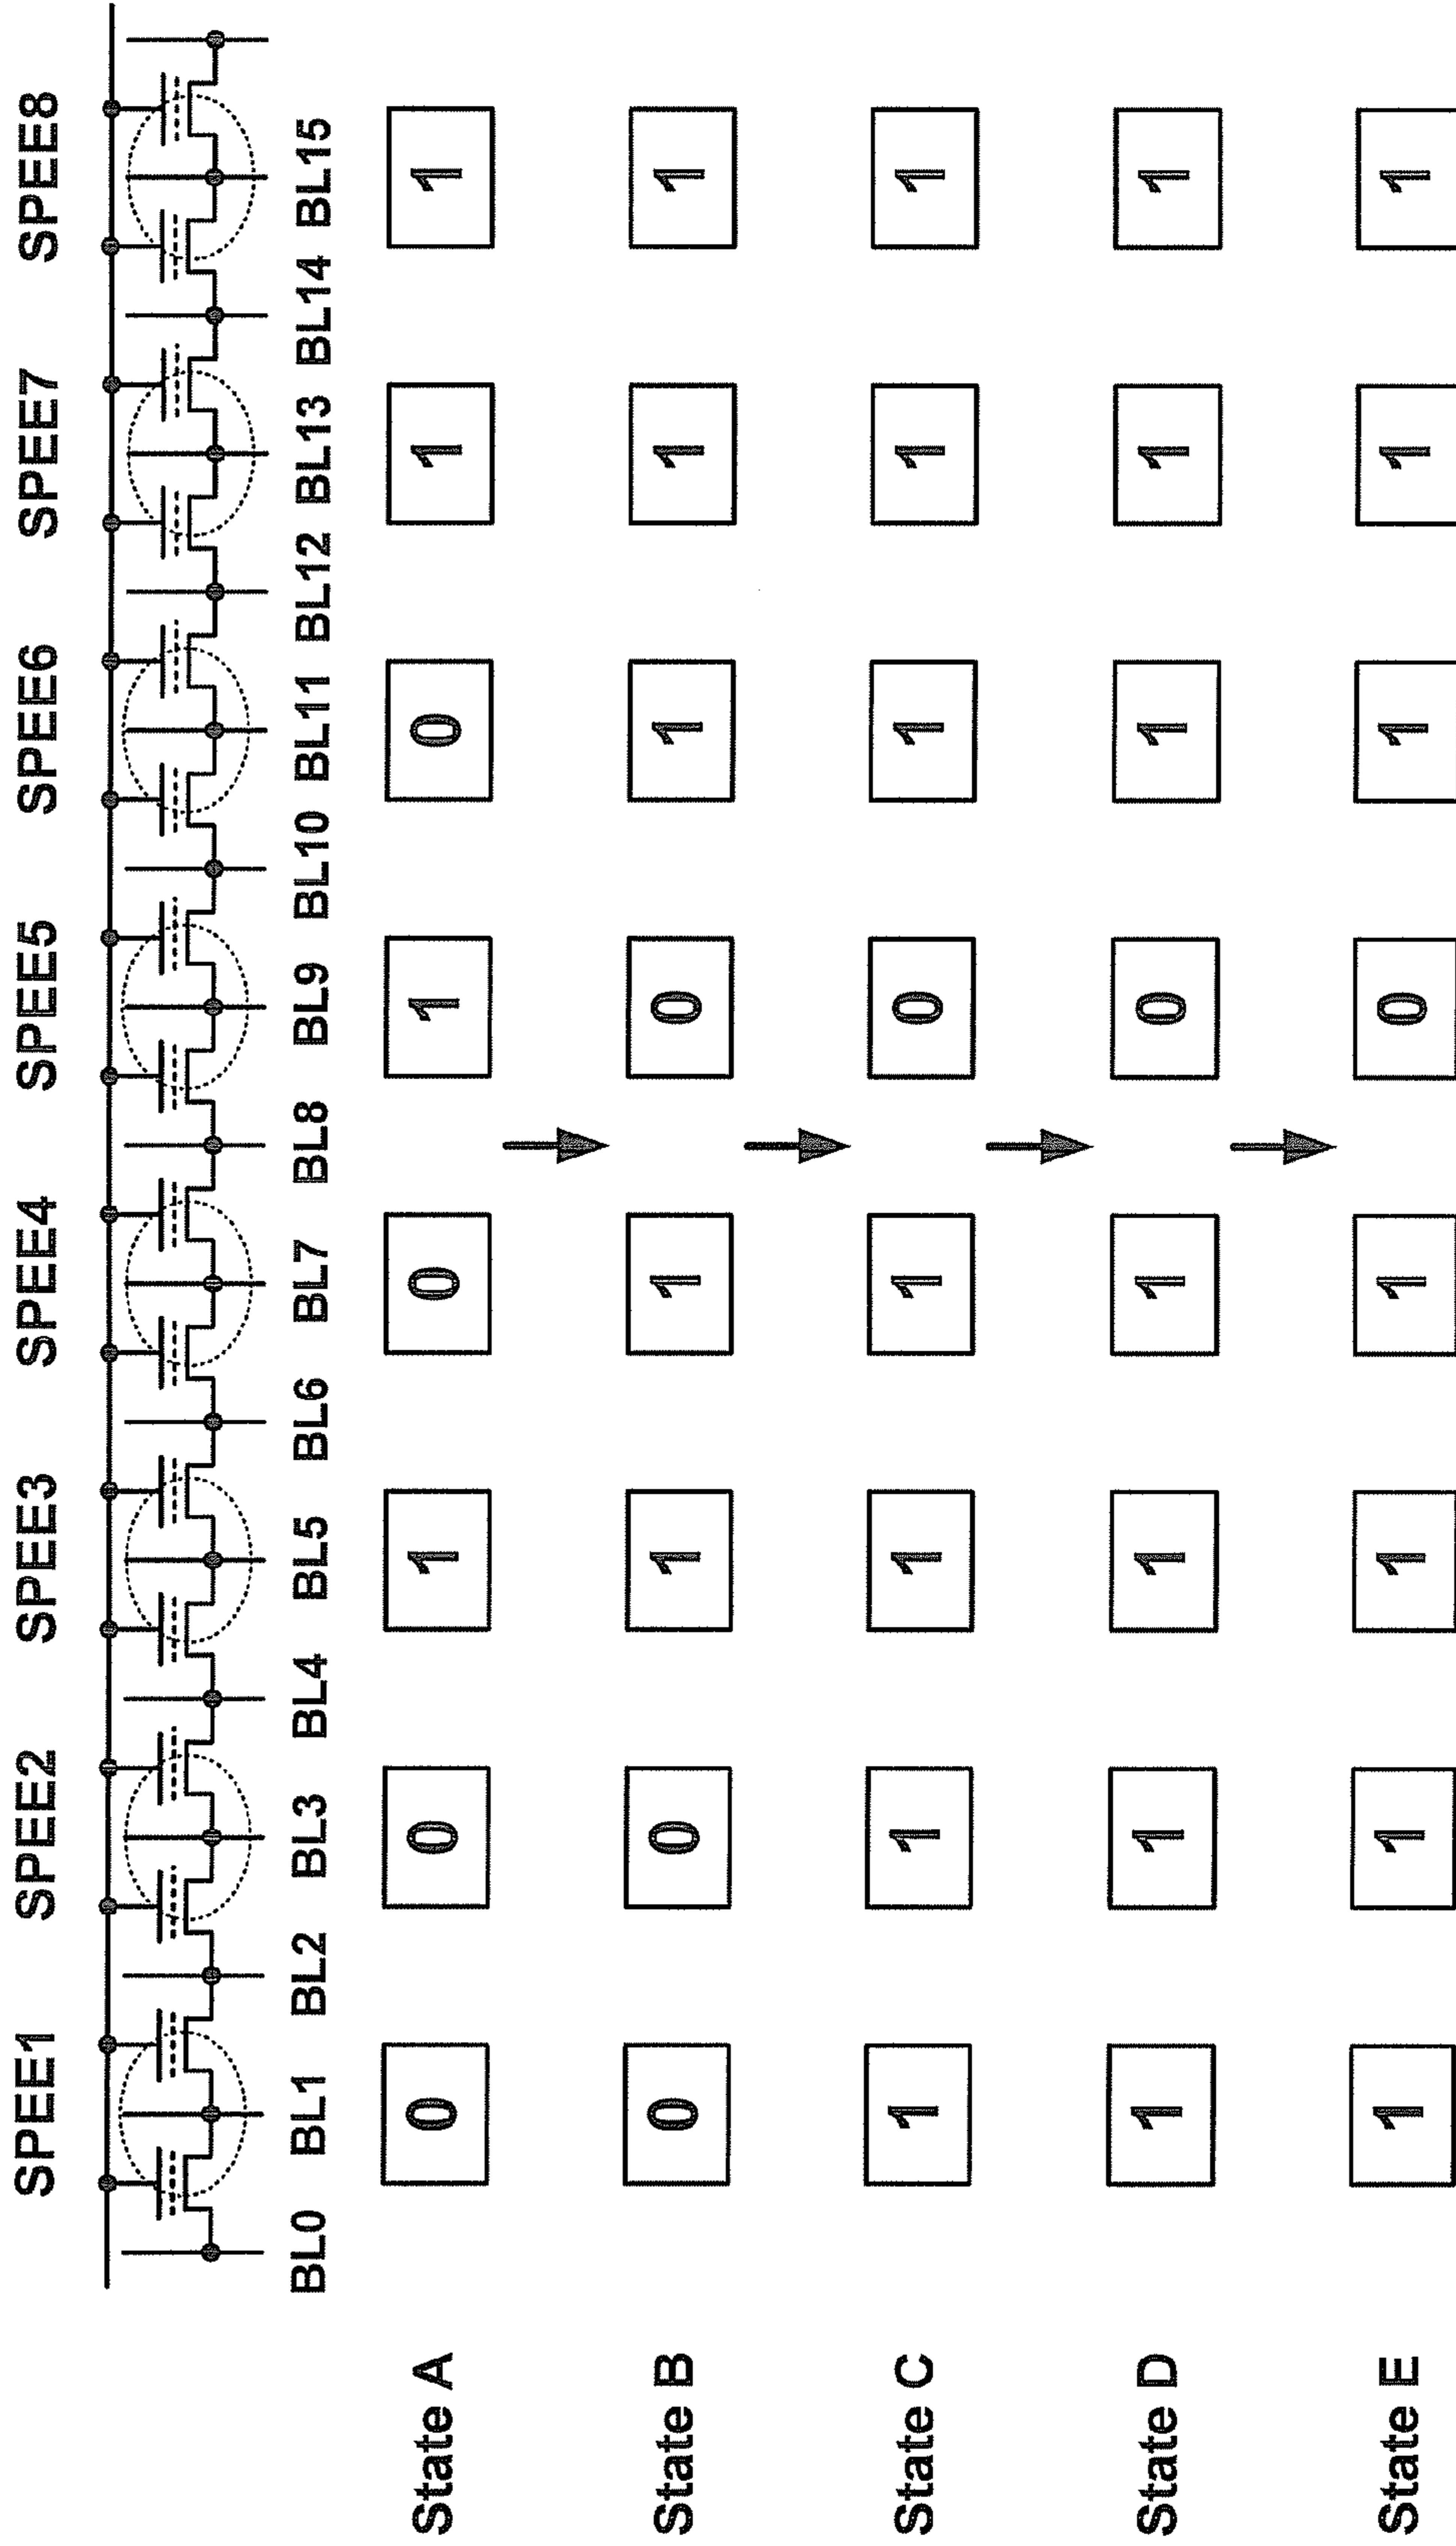 SPEE1 SPEE2 SPEE3 SPEE4 SPEE5 SPEE6 SPEE7 SPEE8
BL0 BL1 BL2 BL3 BL4 BL5 BL6 BL7 BL8 BL9 BL10 BL11 BL12 BL13 BL14 BL15
State A 0 0 1 0 1 0 1 1
State B 0 0 1 1 0 1 1 1
State C 1 1 1 1 0 1 1 1
State D 1 1 1 1 0 1 1 1
State E 1 1 1 1 0 1 1 1